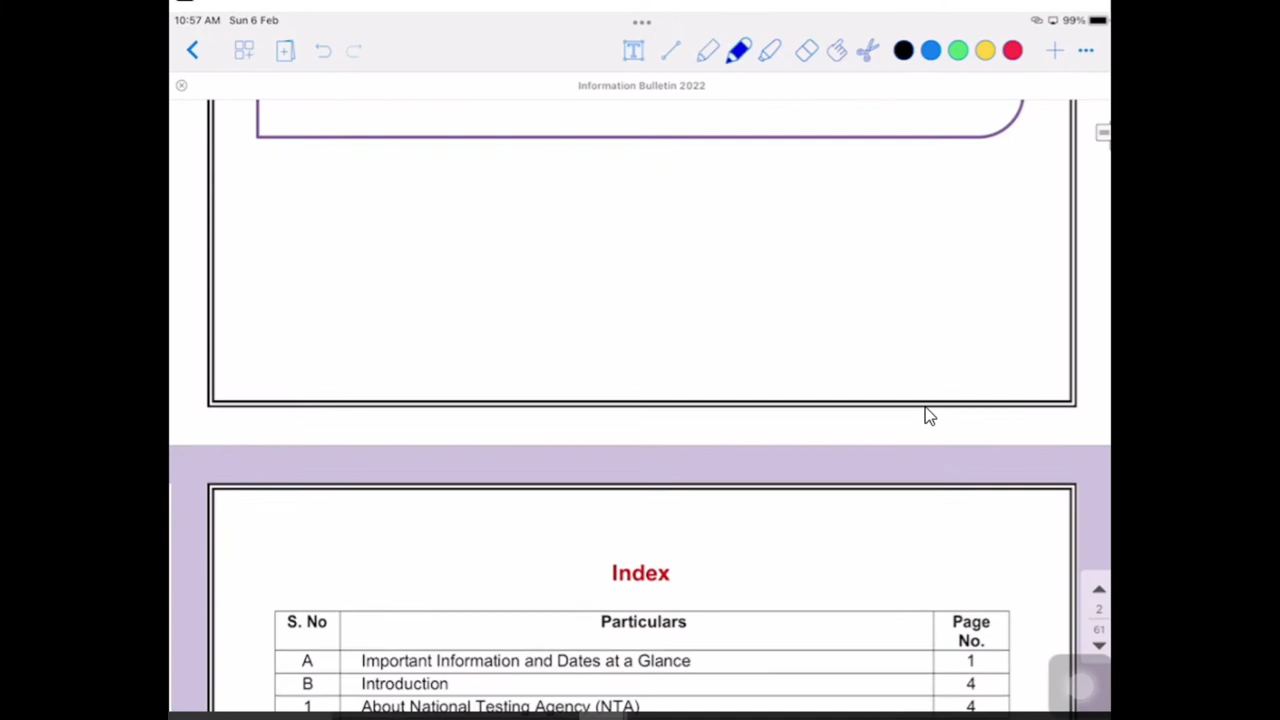 10:57 AM Sun 6 Feb
99%
T
Information Bulletin 2022
Index
S. No Particulars Page No.
A Important Information and Dates at a Glance 1
B Introduction 4
1 About National Testing Agency (NTA) 4
2
61